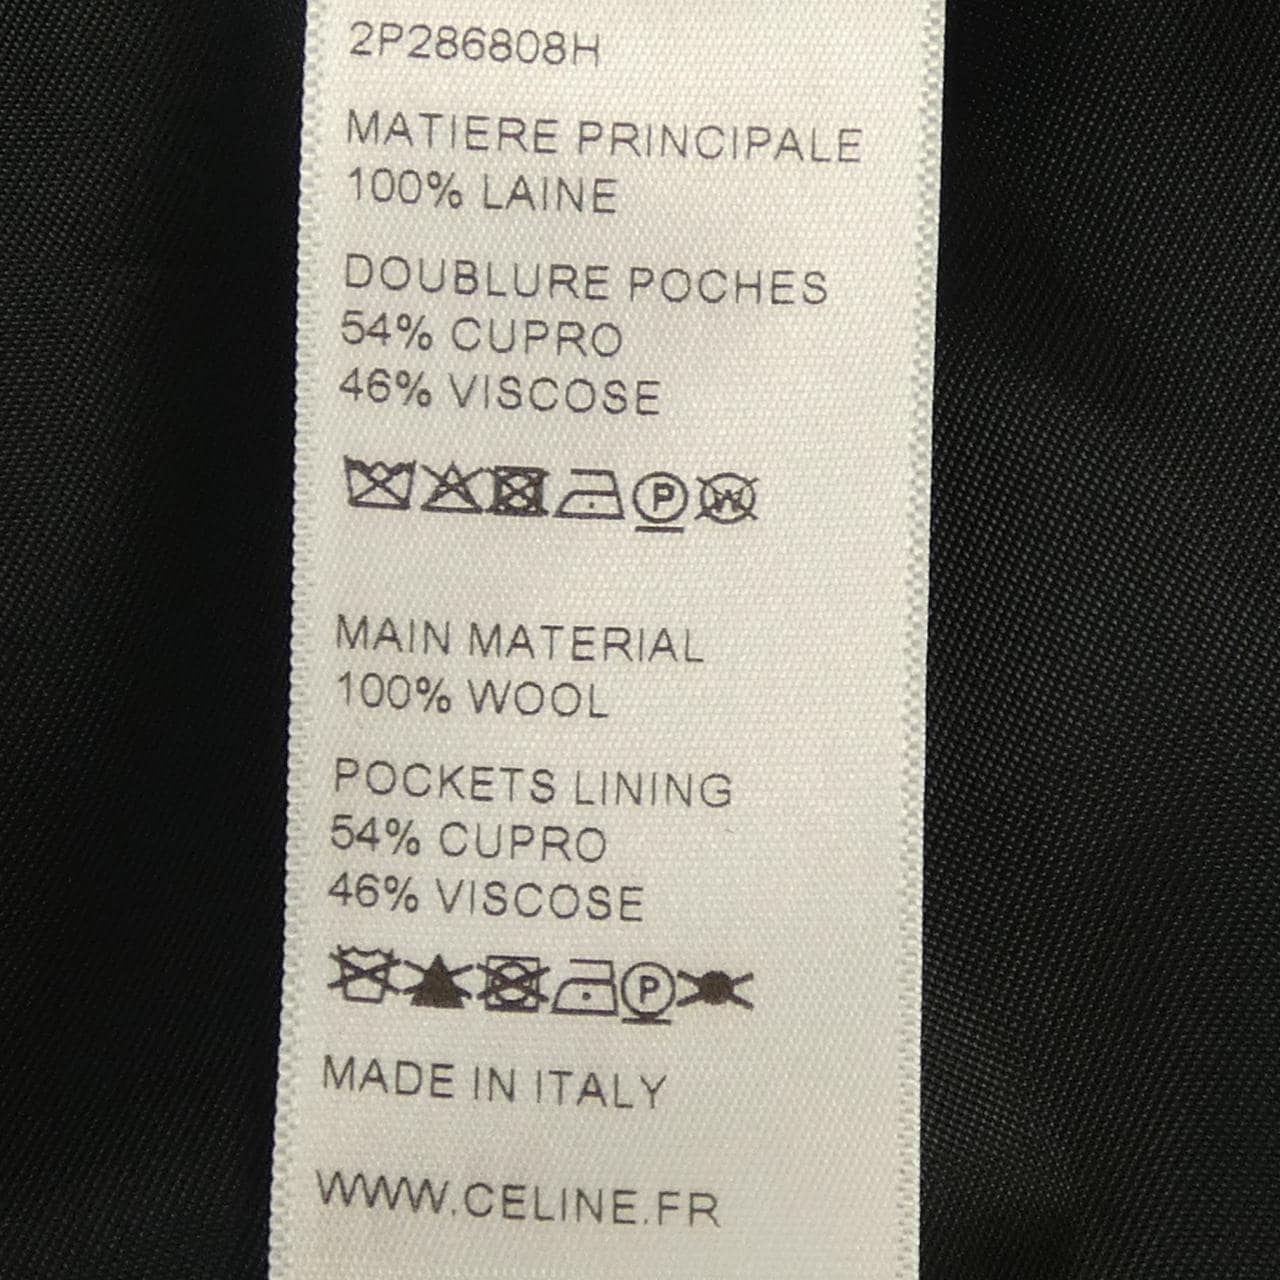 2P286808H
MATIERE PRINCIPALE
100% LAINE
DOUBLURE POCHES
54% CUPRO
46% VISCOSE
P W
MAIN MATERIAL
100% WOOL
POCKETS LINING
54% CUPRO
46% VISCOSE
P
MADE IN ITALY
WWW.CELINE.FR